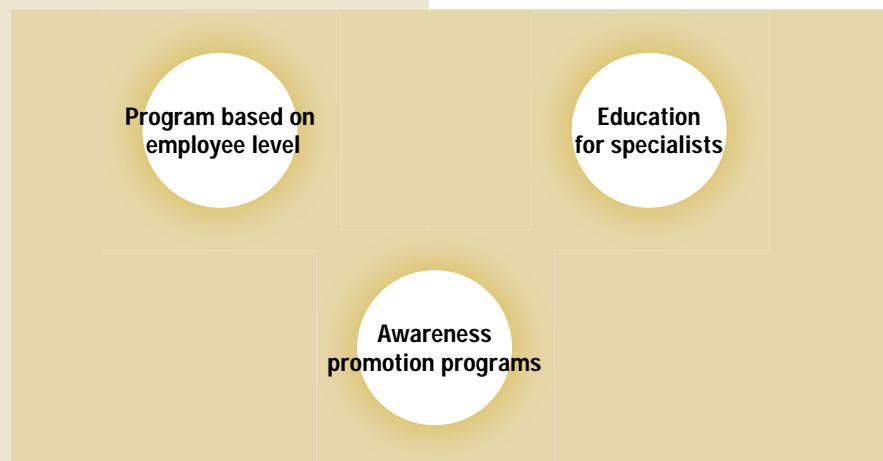 Program based on
employee level
Education
for specialists
Awareness
promotion programs